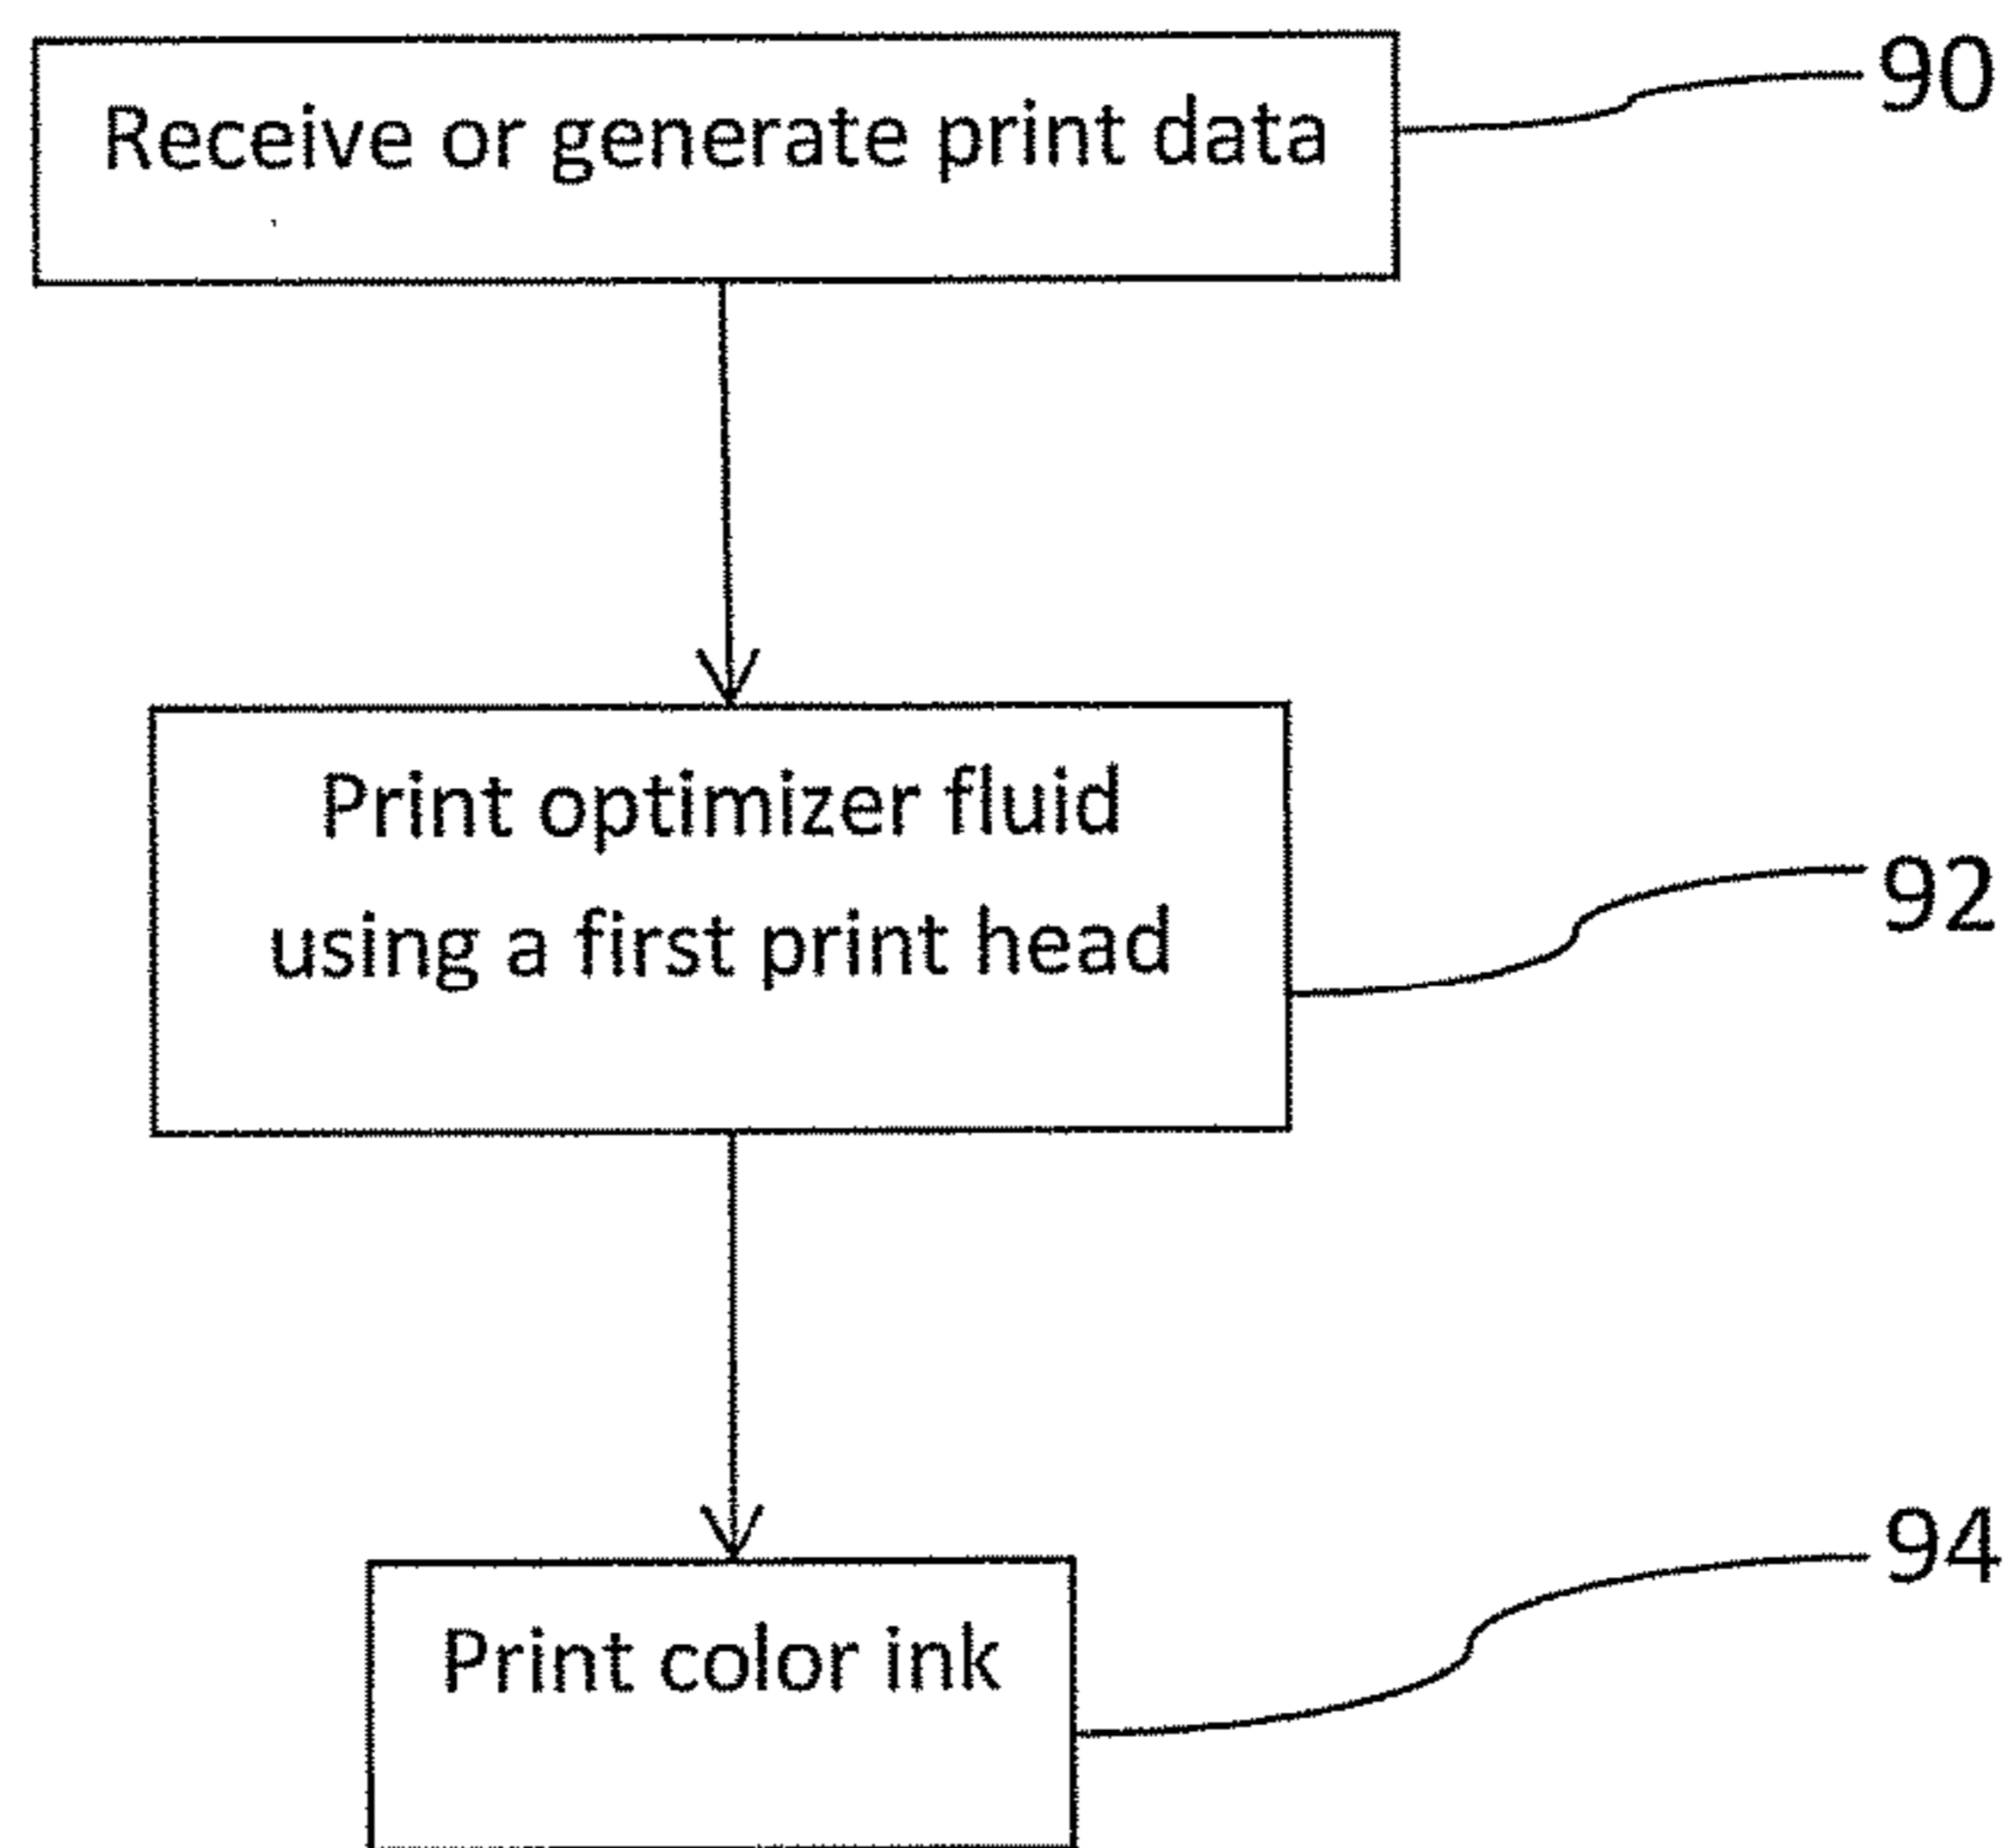 Receive or generate print data
90
Print optimizer fluid
using a first print head
92
Print color ink
94